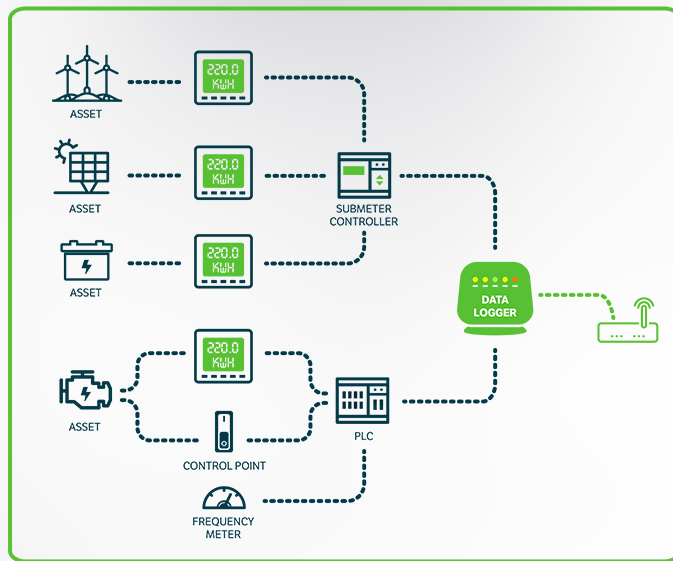 220.0
KWH
ASSET
220.0
KWH
ASSET
SUBMETER
CONTROLLER
220.0
KWH
ASSET
DATA
LOGGER
220.0
KWH
ASSET
PLC
CONTROL POINT
FREQUENCY
METER